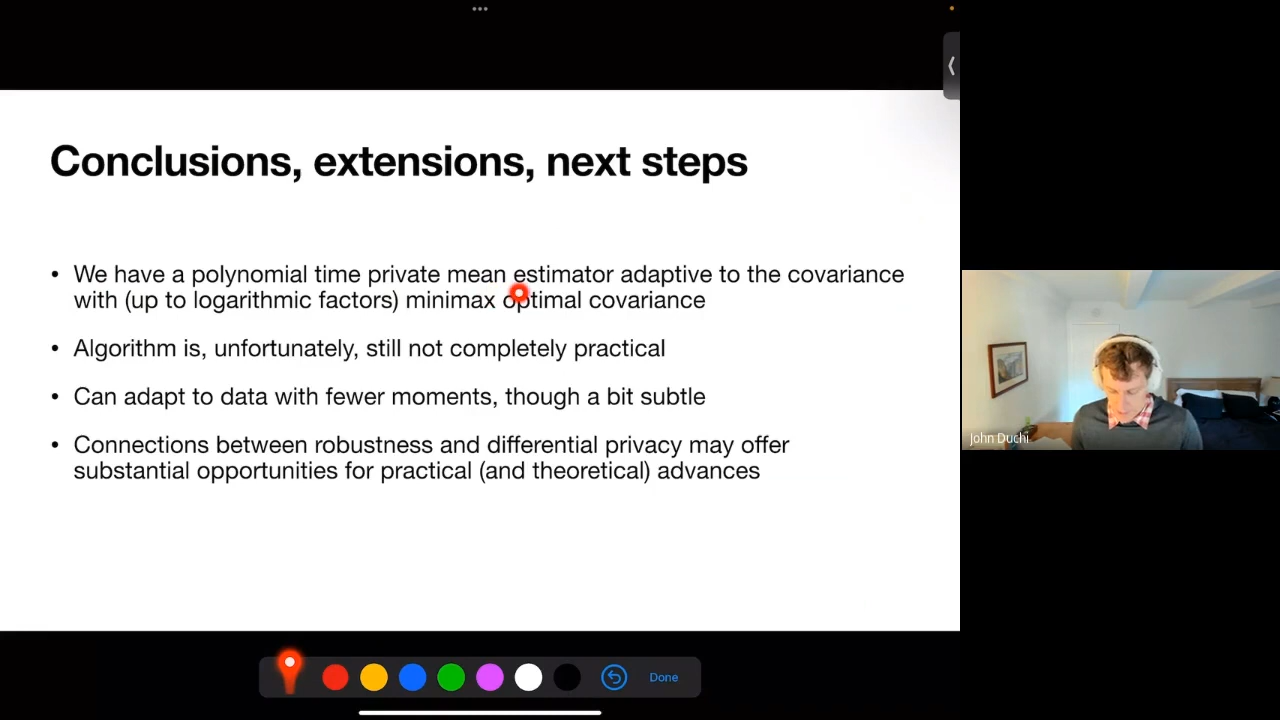 Conclusions, extensions, next steps
• We have a polynomial time private mean estimator adaptive to the covariance
with (up to logarithmic factors) minimax optimal covariance
• Algorithm is, unfortunately, still not completely practical
• Can adapt to data with fewer moments, though a bit subtle
• Connections between robustness and differential privacy may offer
substantial opportunities for practical (and theoretical) advances
John Duchi
Done